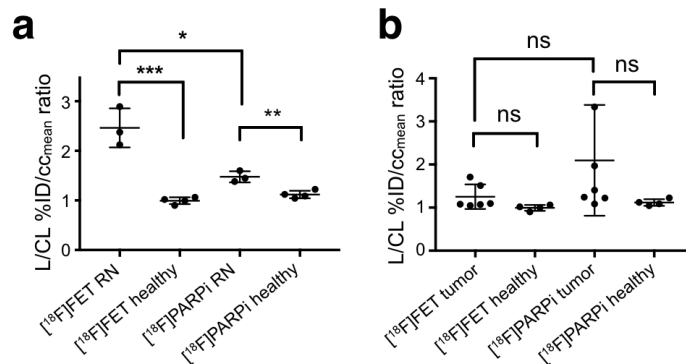 a
*
***
**
L/CL %ID/cc_mean ratio
3
2
1
0
[¹⁸F]FET RN
[¹⁸F]FET healthy
[¹⁸F]PARPi RN
[¹⁸F]PARPi healthy
b
ns
ns
ns
L/CL %ID/cc_mean ratio
4
3
2
1
0
[¹⁸F]FET tumor
[¹⁸F]FET healthy
[¹⁸F]PARPi tumor
[¹⁸F]PARPi healthy